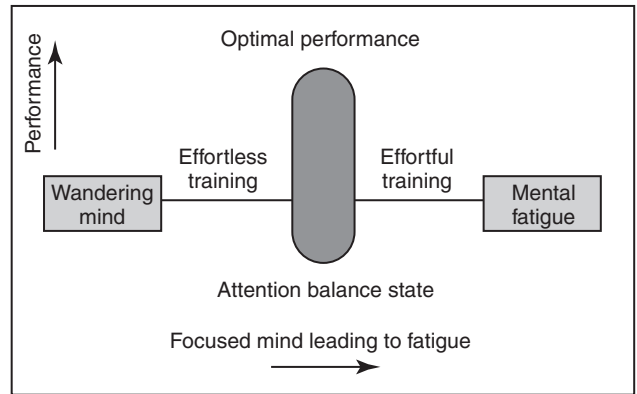 Optimal performance
Performance
Effortless
training
Effortful
training
Wandering
mind
Mental
fatigue
Attention balance state
Focused mind leading to fatigue